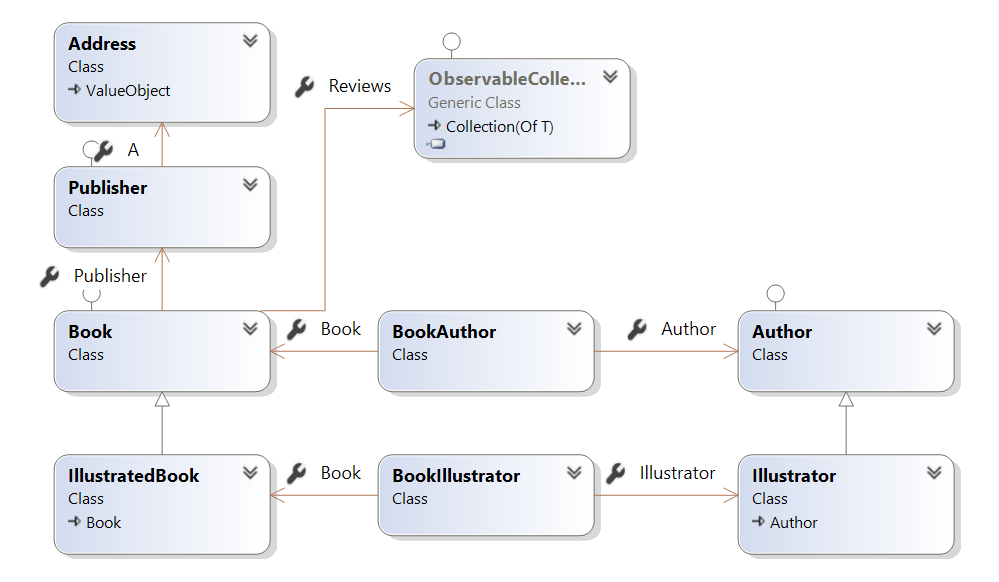 Address
Class
ValueObject
Reviews
ObservableColle...
Generic Class
Collection(Of T)
A
Publisher
Class
Publisher
Book
Class
Book
BookAuthor
Class
Author
Author
Class
IllustratedBook
Class
Book
Book
BookIllustrator
Class
Illustrator
Illustrator
Class
Author